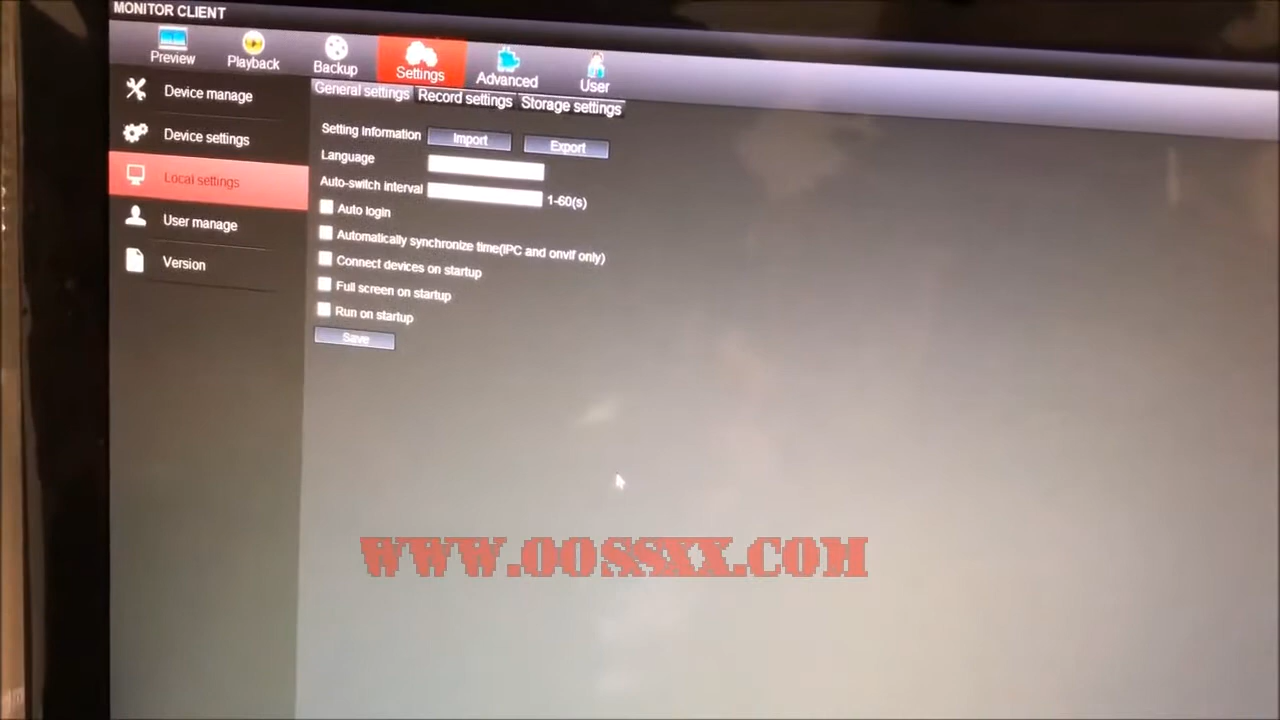 MONITOR CLIENT
Preview Playback Backup Settings Advanced User
Device manage
Device settings
Local settings
User manage
Version
General settings Record settings Storage settings
Setting Information Import Export
Language
Auto-switch interval 1-60(s)
Auto login
Automatically synchronize time(IPC and onvif only)
Connect devices on startup
Full screen on startup
Run on startup
Save
WWW.OOSSXX.COM